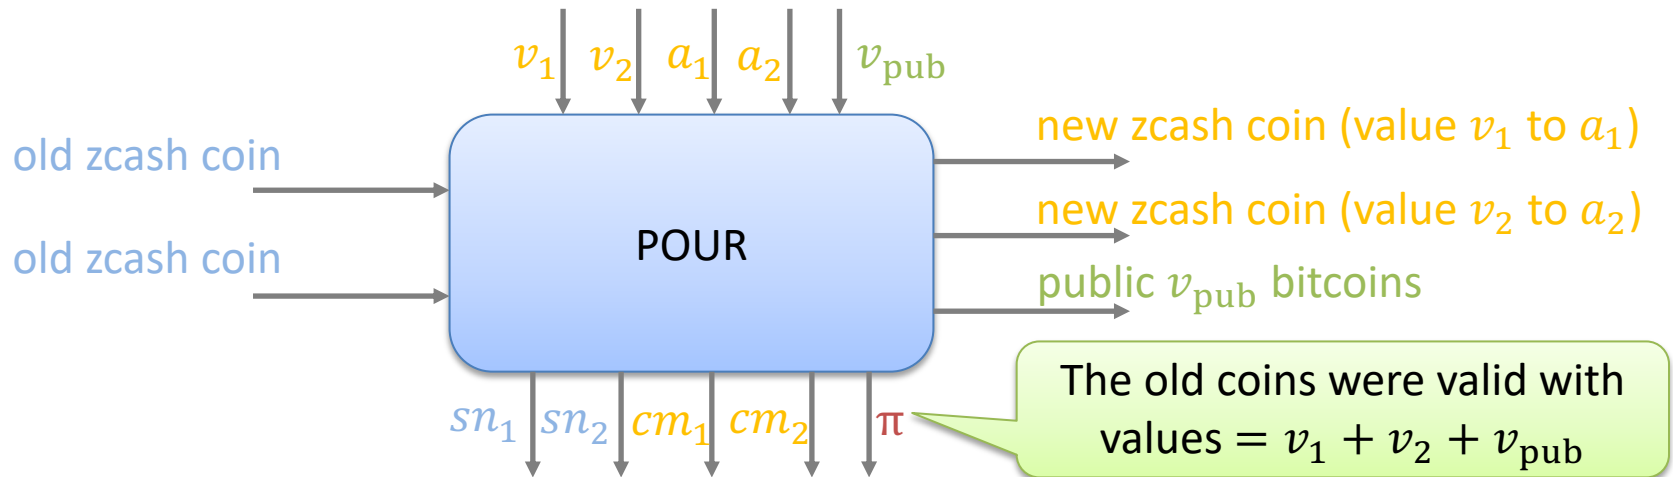 v₁ v₂ a₁ a₂ v_pub
old zcash coin
old zcash coin
POUR
new zcash coin (value v₁ to a₁)
new zcash coin (value v₂ to a₂)
public v_pub bitcoins
sn₁ sn₂ cm₁ cm₂ π
The old coins were valid with
values = v₁ + v₂ + v_pub